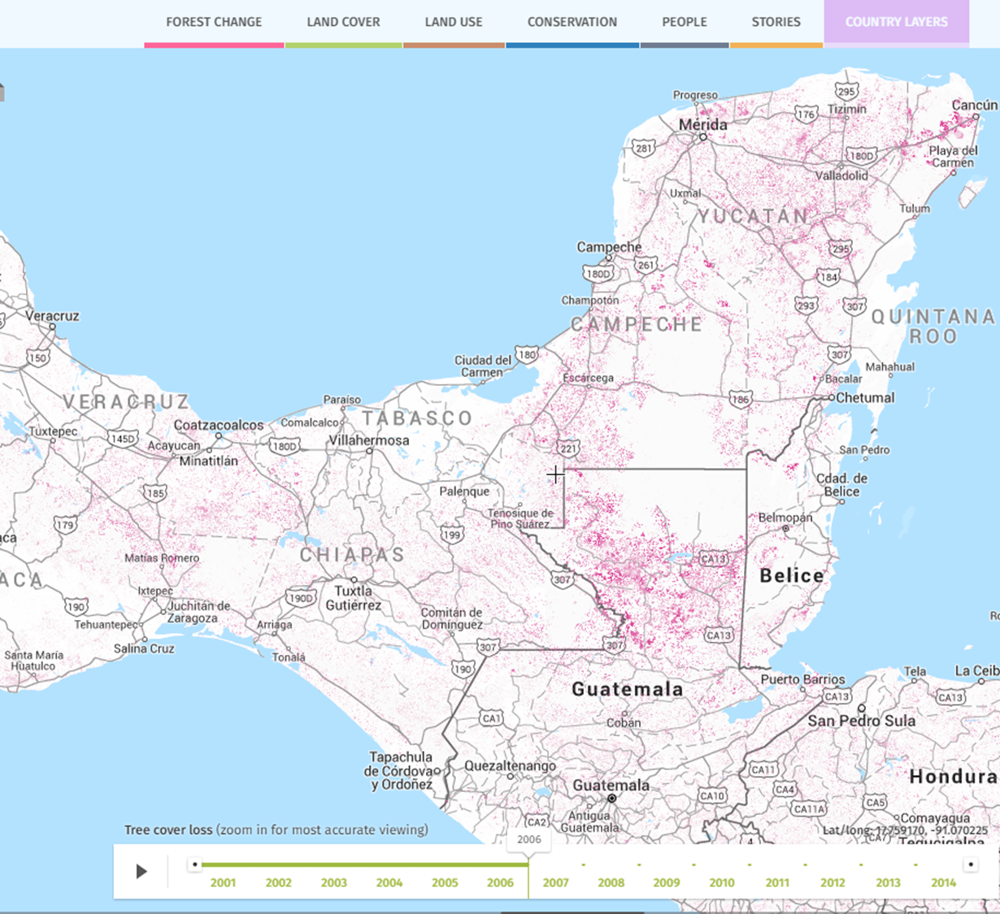 FOREST CHANGE LAND COVER LAND USE CONSERVATION PEOPLE STORIES COUNTRY LAYERS
Progreso
295
Tizimín
176
Cancún
Mérida
281
180D
Playa del
Carmen
Valladolid
Uxmal
YUCATÁN
Tulum
Campeche
295
261
180D
184
Champotón
293
307
Veracruz
CAMPECHE
QUINTANA
ROO
150
180
307
Ciudad del
Carmen
Mahahual
Escárcega
Bacalar
VERACRUZ
Paraíso
186
Chetumal
TABASCO
Coatzacoalcos
Comalcalco
Tuxtepec
145D
Acayucan
180D
Villahermosa
221
San Pedro
Minatitlán
Cdad. de
Belice
185
Palenque
Tenosique de
Pino Suárez
Belmopán
179
199
CHIAPAS
Matías Romero
CA13
ACA
307
Belice
Ixtepec
Tuxtla
Gutiérrez
190D
190
Juchitán de
Zaragoza
Comitán de
Domínguez
Tehuantepec
Arriaga
CA13
Salina Cruz
307
307
Santa María
Huatulco
Tonalá
190
Puerto Barrios
Tela
La Ceib
Guatemala
CA13
CA13
CA1
Cobán
San Pedro Sula
Tapachula
de Córdova
y Ordoñez
Quezaltenango
CA11
Hondura
Guatemala
CA10
CA4
CA5
CA11A
Antigua
Guatemala
CA2
Comayagua
Tegucigalpa
CA7
4
Lat/long: 17.759170, -91.070225
Tree cover loss (zoom in for most accurate viewing)
2006
2001 2002 2003 2004 2005 2006 2007 2008 2009 2010 2011 2012 2013 2014